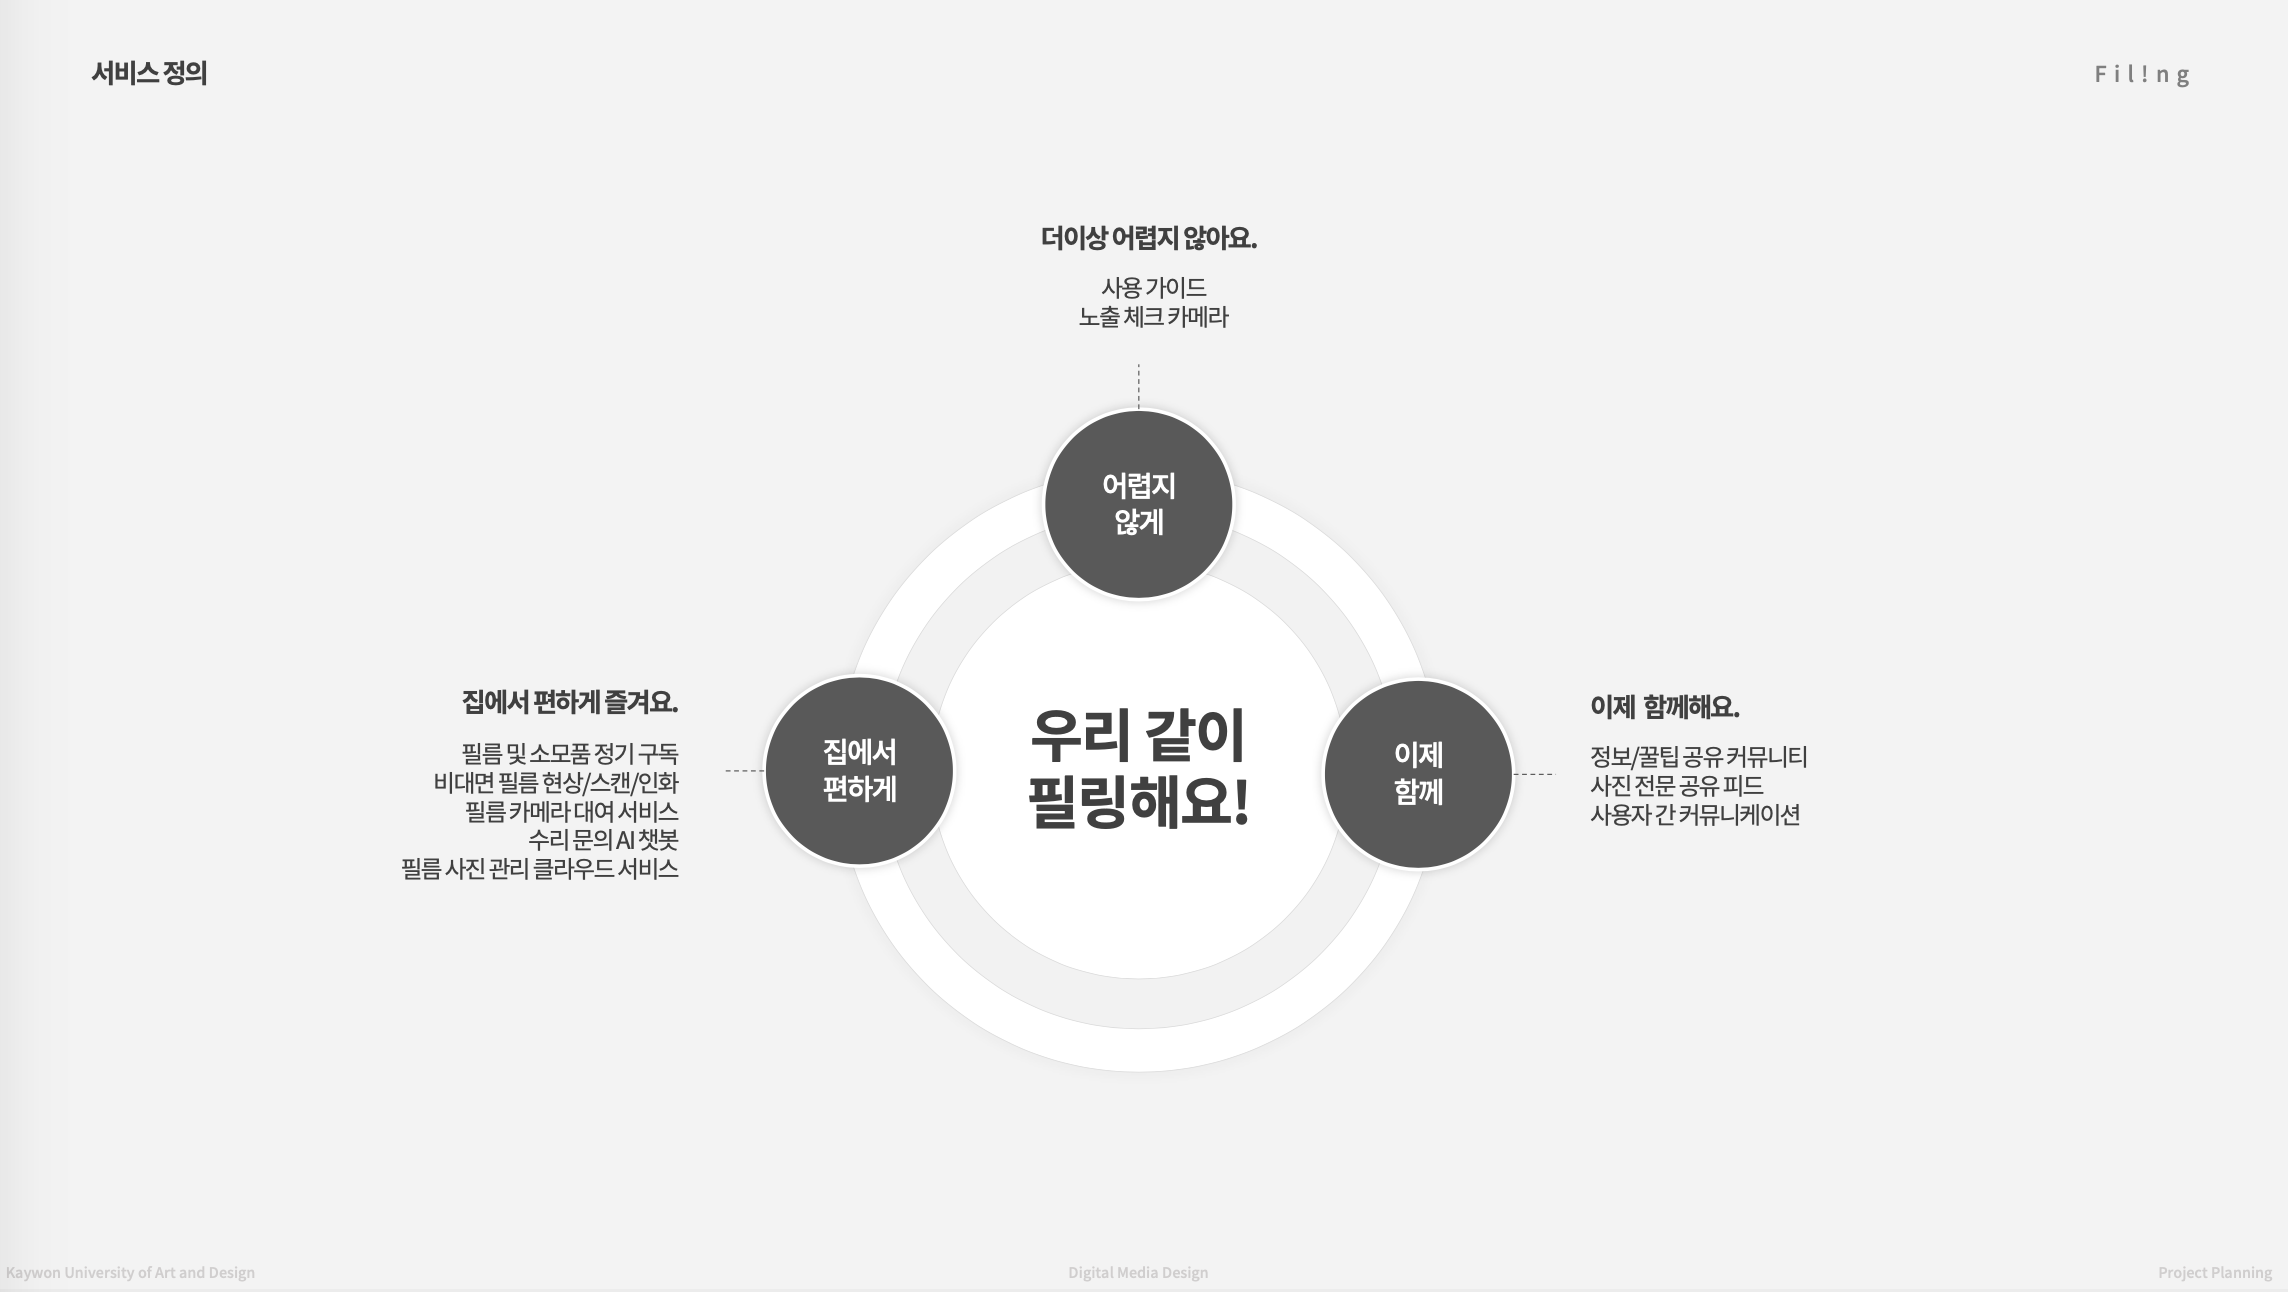 서비스 정의
Fil!ng
더이상 어렵지 않아요.
사용 가이드
노출 체크 카메라
어렵지
않게
집에서 편하게 즐겨요.
필름 및 소모품 정기 구독
비대면 필름 현상/스캔/인화
필름 카메라 대여 서비스
수리 문의 AI 챗봇
필름 사진 관리 클라우드 서비스
집에서
편하게
우리 같이
필링해요!
이제
함께
이제 함께해요.
정보/꿀팁 공유 커뮤니티
사진 전문 공유 피드
사용자 간 커뮤니케이션
Kaywon University of Art and Design
Digital Media Design
Project Planning